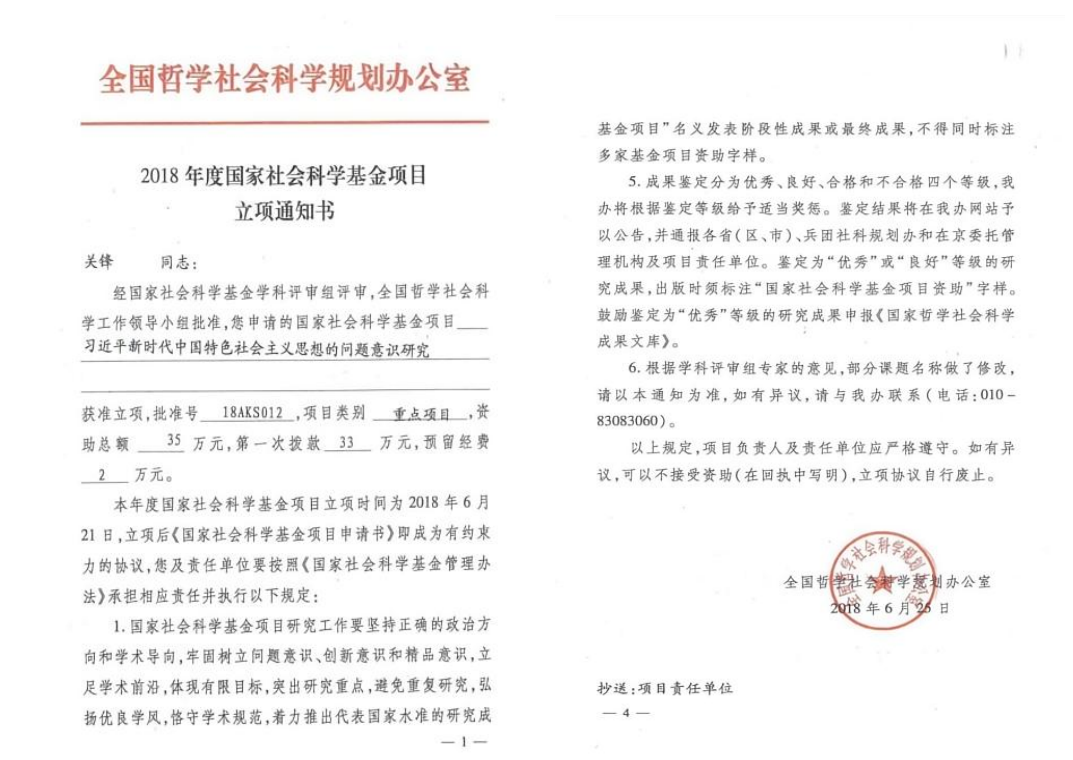 全国哲学社会科学规划办公室
2018 年度国家社会科学基金项目
立项通知书
关锋 同志:
经国家社会科学基金学科评审组评审,全国哲学社会科
学工作领导小组批准,您申请的国家社会科学基金项目
习近平新时代中国特色社会主义思想的问题意识研究
获准立项,批准号 18AKS012 ,项目类别 重点项目 ,资
助总额 35 万元,第一次拨款 33 万元,预留经费
2 万元。
本年度国家社会科学基金项目立项时间为 2018 年 6 月
21 日,立项后《国家社会科学基金项目申请书》即成为有约束
力的协议,您及责任单位要按照《国家社会科学基金管理办
法》承担相应责任并执行以下规定:
1. 国家社会科学基金项目研究工作要坚持正确的政治方
向和学术导向,牢固树立问题意识、创新意识和精品意识,立
足学术前沿,体现有限目标,突出研究重点,避免重复研究,弘
扬优良学风,恪守学术规范,着力推出代表国家水准的研究成
— 1 —
基金项目”名义发表阶段性成果或最终成果,不得同时标注
多家基金项目资助字样。
5. 成果鉴定分为优秀、良好、合格和不合格四个等级,我
办将根据鉴定等级给予适当奖惩。鉴定结果将在我办网站予
以公告,并通报各省(区、市)、兵团社科规划办和在京委托管
理机构及项目责任单位。鉴定为“优秀”或“良好”等级的研
究成果,出版时须标注“国家社会科学基金项目资助”字样。
鼓励鉴定为“优秀”等级的研究成果申报《国家哲学社会科学
成果文库》。
6. 根据学科评审组专家的意见,部分课题名称做了修改,
请以本通知为准,如有异议,请与我办联系(电话:010-
83083060)。
以上规定,项目负责人及责任单位应严格遵守。如有异
议,可以不接受资助(在回执中写明),立项协议自行废止。
全国哲学社会科学规划办公室
全国哲学社会科学规划办公室
2018 年 6 月 25 日
抄送:项目责任单位
— 4 —